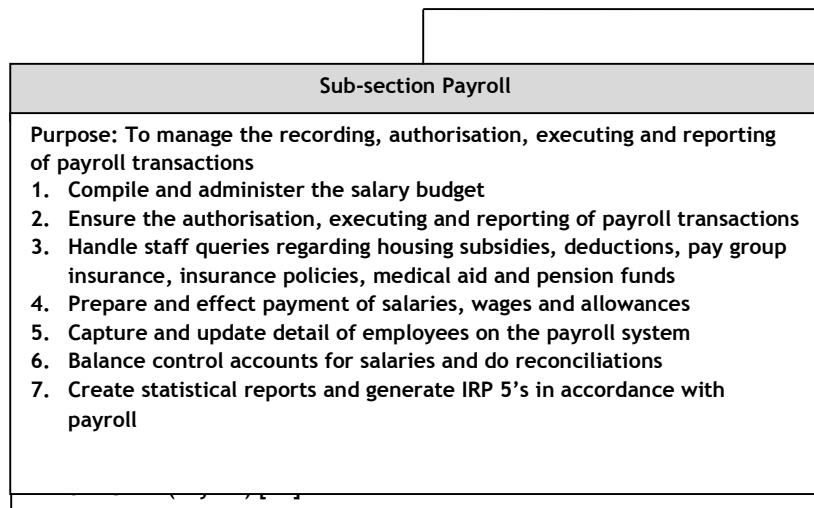 Sub-section Payroll
Purpose: To manage the recording, authorisation, executing and reporting
of payroll transactions
1. Compile and administer the salary budget
2. Ensure the authorisation, executing and reporting of payroll transactions
3. Handle staff queries regarding housing subsidies, deductions, pay group
insurance, insurance policies, medical aid and pension funds
4. Prepare and effect payment of salaries, wages and allowances
5. Capture and update detail of employees on the payroll system
6. Balance control accounts for salaries and do reconciliations
7. Create statistical reports and generate IRP 5’s in accordance with
payroll